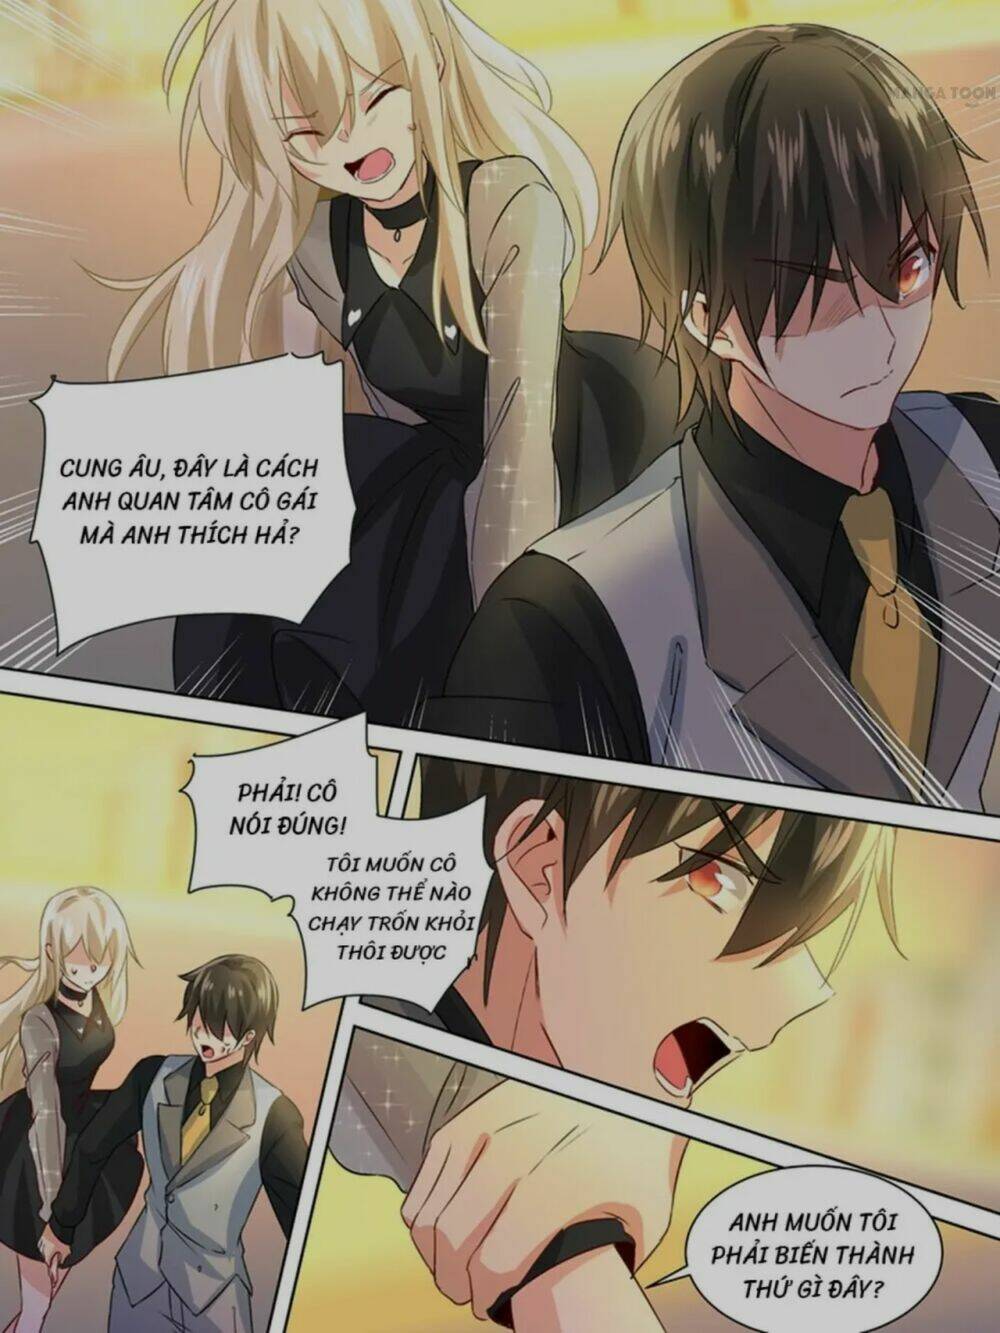 MANGA TOON
CUNG ÂU, ĐÂY LÀ CÁCH
ANH QUAN TÂM CÔ GÁI
MÀ ANH THÍCH HẢ?
PHẢI! CÔ
NÓI ĐÚNG!
TÔI MUỐN CÔ
KHÔNG THỂ NÀO
CHẠY TRỐN KHỎI
THÔI ĐƯỢC
ANH MUỐN TÔI
PHẢI BIẾN THÀNH
THỨ GÌ ĐÂY?